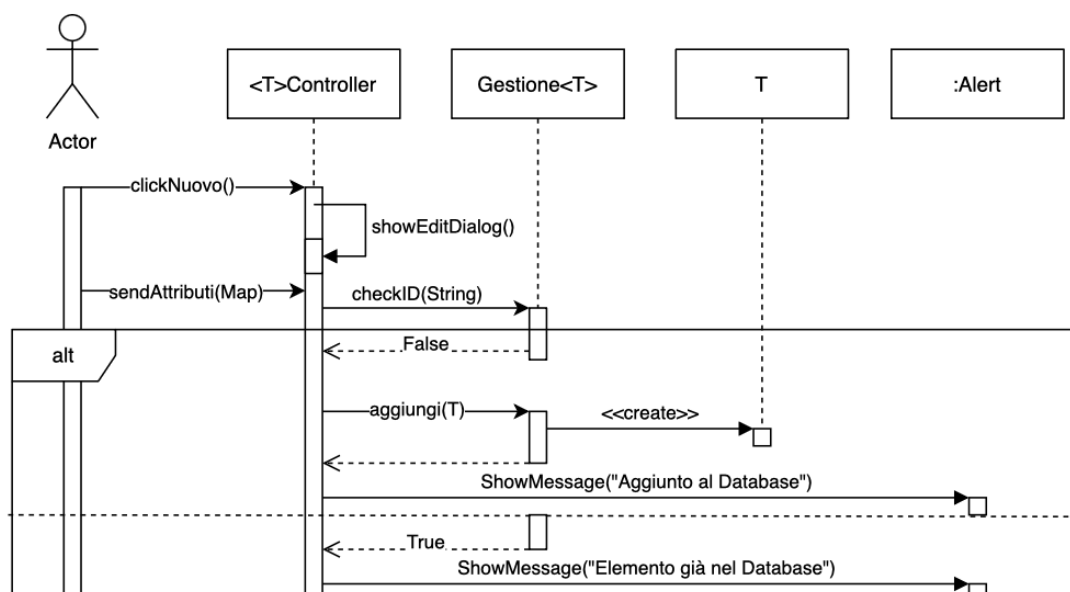 <T>Controller
Gestione<T>
T
:Alert
Actor
clickNuovo()
showEditDialog()
sendAttributi(Map)
checkID(String)
alt
False
aggiungi(T)
<<create>>
ShowMessage("Aggiunto al Database")
True
ShowMessage("Elemento già nel Database")